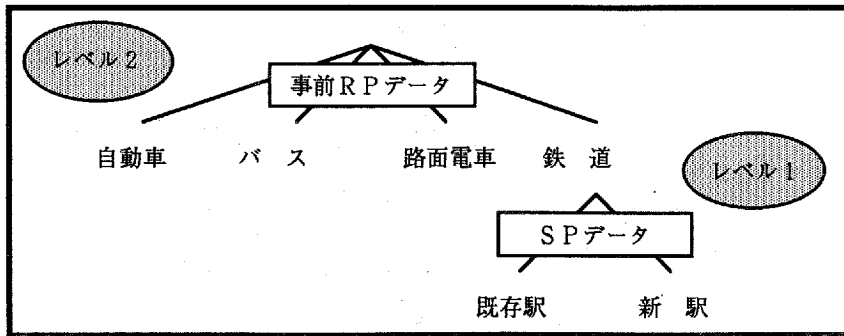 レベル2
事前RPデータ
自動車 バス 路面電車 鉄道
レベル1
SPデータ
既存駅 新駅